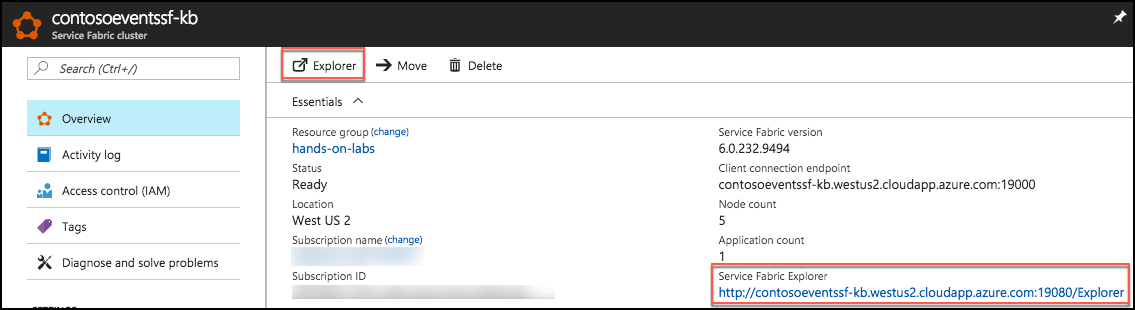 contosoeventssf-kb
Service Fabric cluster
Search (Ctrl+/)
Overview
Activity log
Access control (IAM)
Tags
Diagnose and solve problems
Explorer Move Delete
Essentials
Resource group (change)
hands-on-labs
Status
Ready
Location
West US 2
Subscription name (change)
Subscription ID
Service Fabric version
6.0.232.9494
Client connection endpoint
contosoeventssf-kb.westus2.cloudapp.azure.com:19000
Node count
5
Application count
1
Service Fabric Explorer
http://contosoeventssf-kb.westus2.cloudapp.azure.com:19080/Explorer